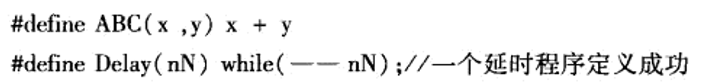 #define ABC(x ,y) x + y
#define Delay(nN) while(—— nN);//一个延时程序定义成功